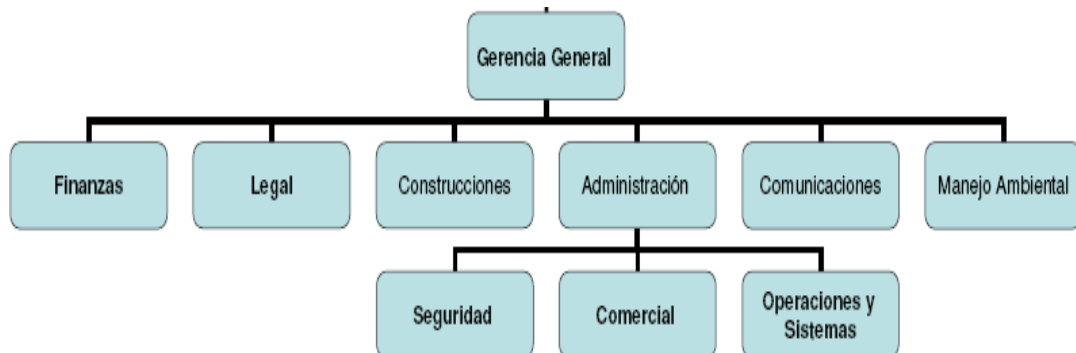 Gerencia General
Finanzas
Legal
Construcciones
Administración
Comunicaciones
Manejo Ambiental
Seguridad
Comercial
Operaciones y
Sistemas